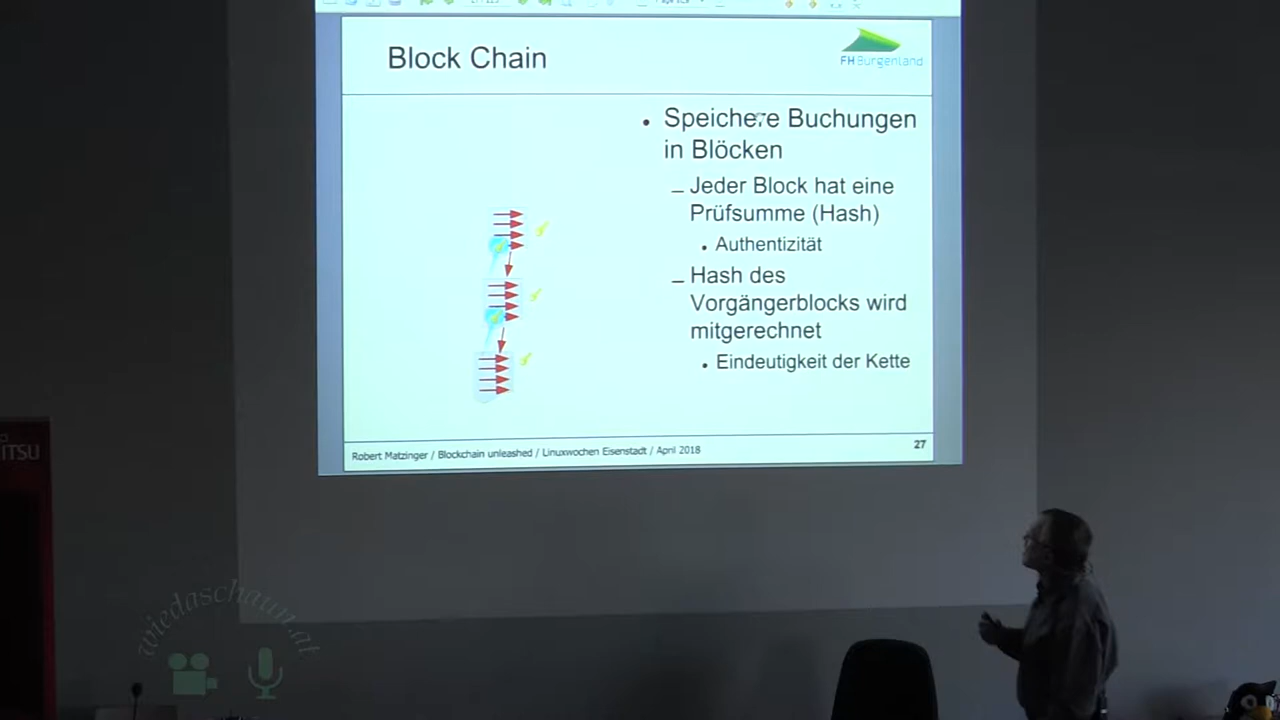 Block Chain
FH Burgenland
• Speichere Buchungen
in Blöcken
– Jeder Block hat eine
Prüfsumme (Hash)
• Authentizität
– Hash des
Vorgängerblocks wird
mitgerechnet
• Eindeutigkeit der Kette
Robert Matzinger / Blockchain unleashed / Linuxwochen Eisenstadt / April 2018
27
ITSU
wiedaschaun.at